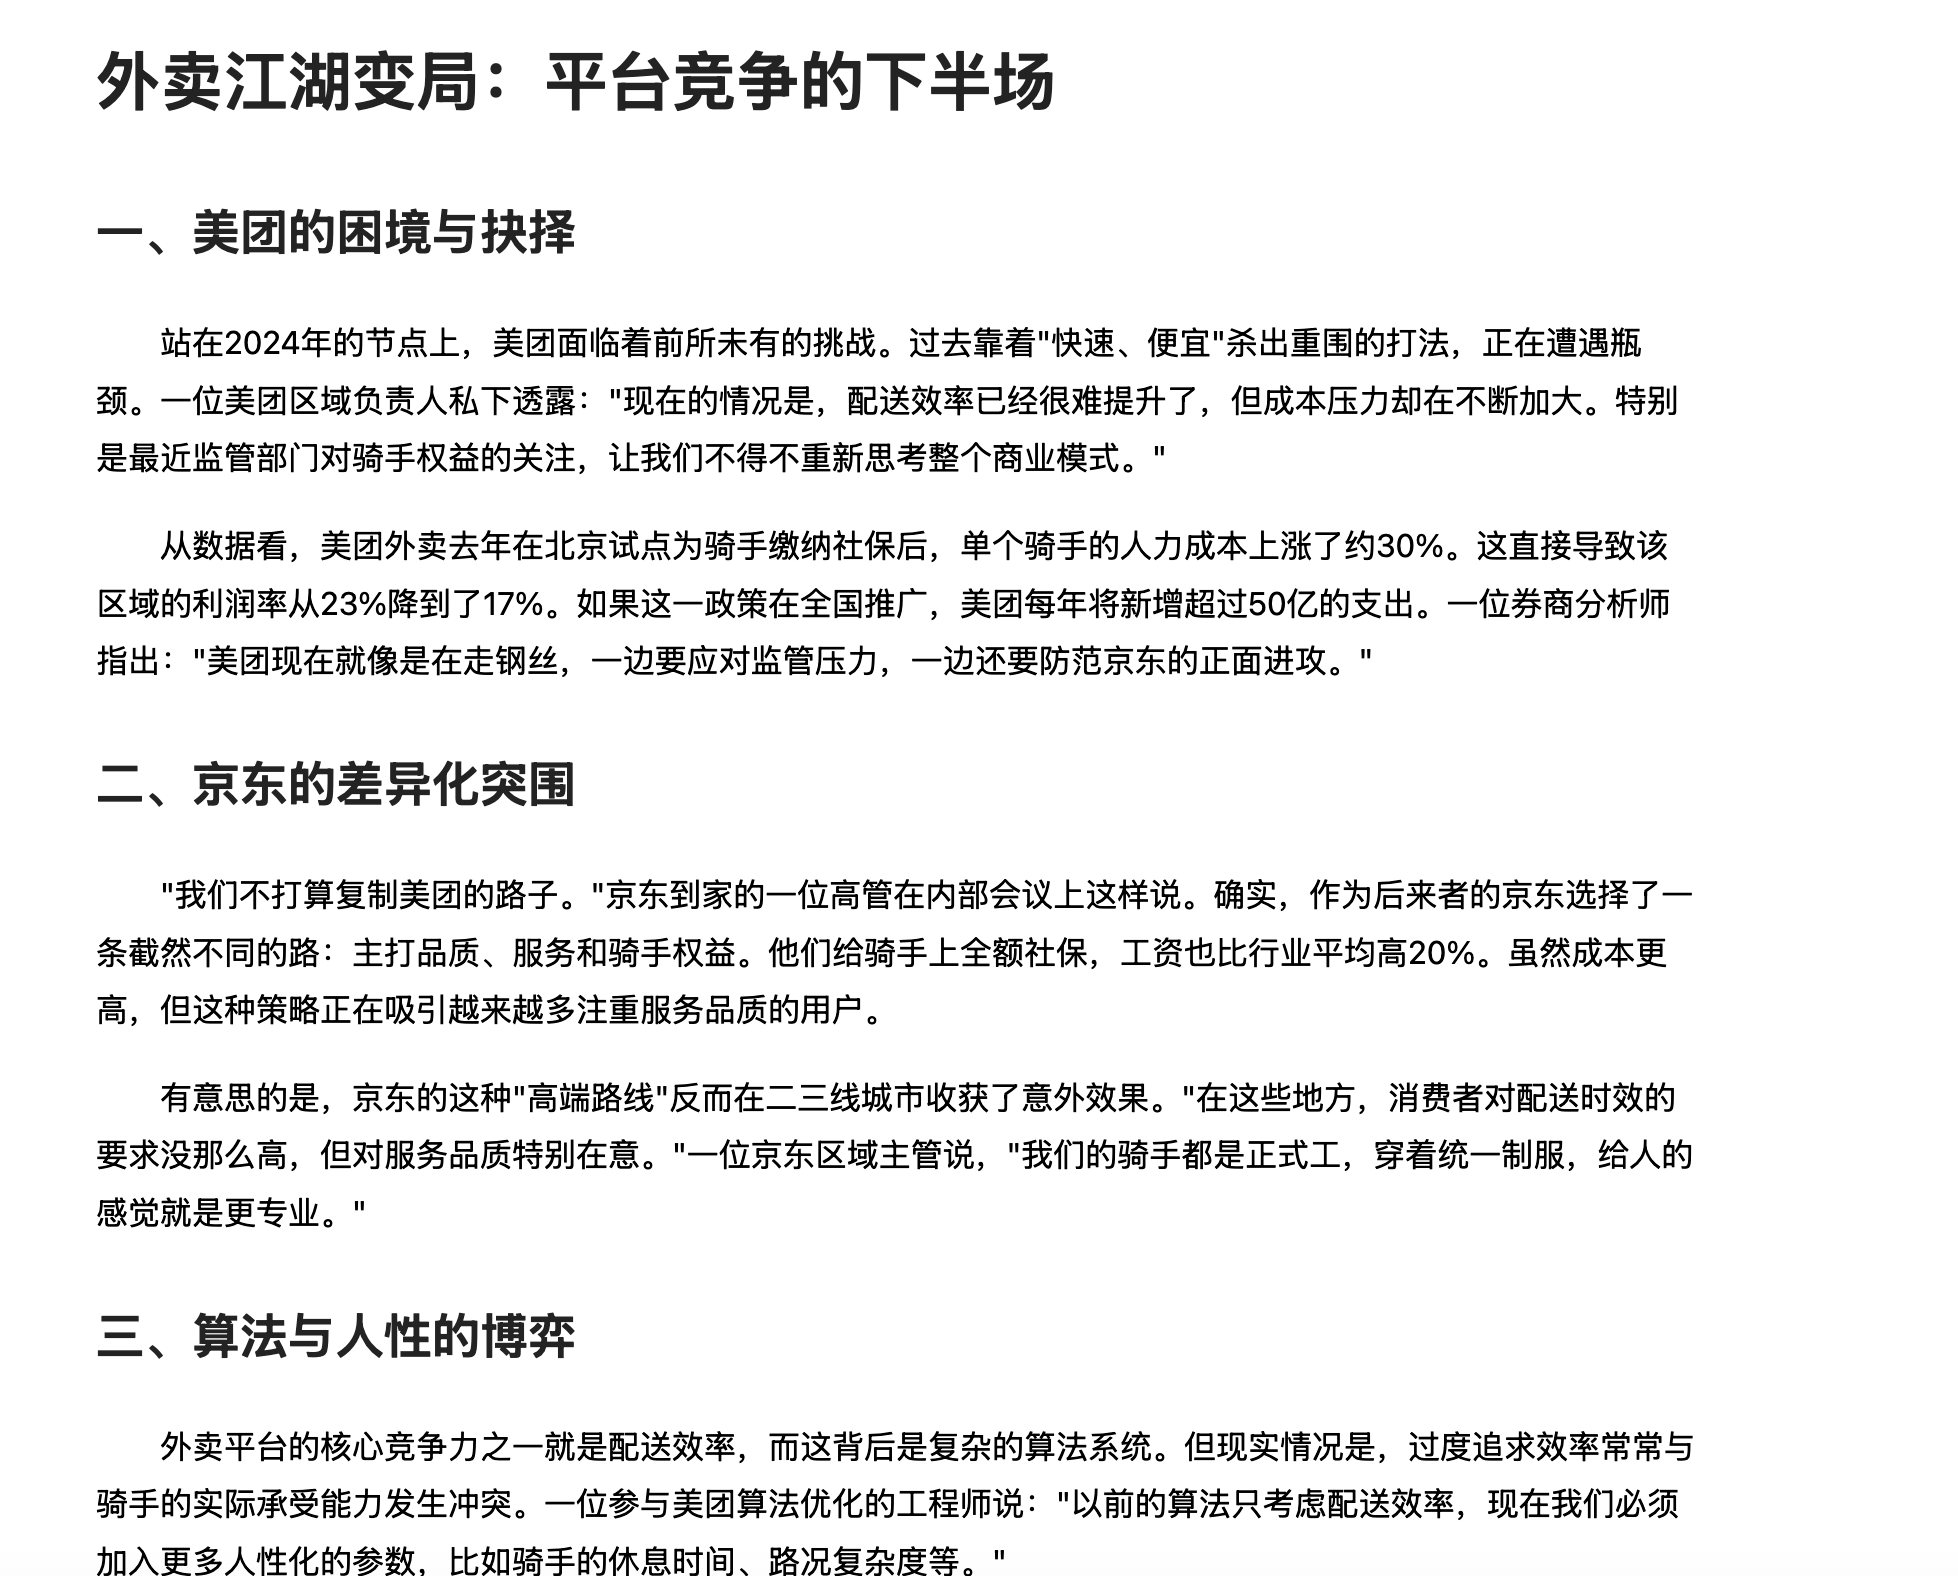 外卖江湖变局：平台竞争的下半场
一、美团的困境与抉择
站在2024年的节点上，美团面临着前所未有的挑战。过去靠着"快速、便宜"杀出重围的打法，正在遭遇瓶
颈。一位美团区域负责人私下透露："现在的情况是，配送效率已经很难提升了，但成本压力却在不断加大。特别
是最近监管部门对骑手权益的关注，让我们不得不重新思考整个商业模式。"
从数据看，美团外卖去年在北京试点为骑手缴纳社保后，单个骑手的人力成本上涨了约30%。这直接导致该
区域的利润率从23%降到了17%。如果这一政策在全国推广，美团每年将新增超过50亿的支出。一位券商分析师
指出："美团现在就像是在走钢丝，一边要应对监管压力，一边还要防范京东的正面进攻。"
二、京东的差异化突围
"我们不打算复制美团的路子。"京东到家的一位高管在内部会议上这样说。确实，作为后来者的京东选择了一
条截然不同的路：主打品质、服务和骑手权益。他们给骑手上全额社保，工资也比行业平均高20%。虽然成本更
高，但这种策略正在吸引越来越多注重服务品质的用户。
有意思的是，京东的这种"高端路线"反而在二三线城市收获了意外效果。"在这些地方，消费者对配送时效的
要求没那么高，但对服务品质特别在意。"一位京东区域主管说，"我们的骑手都是正式工，穿着统一制服，给人的
感觉就是更专业。"
三、算法与人性的博弈
外卖平台的核心竞争力之一就是配送效率，而这背后是复杂的算法系统。但现实情况是，过度追求效率常常与
骑手的实际承受能力发生冲突。一位参与美团算法优化的工程师说："以前的算法只考虑配送效率，现在我们必须
加入更多人性化的参数，比如骑手的休息时间、路况复杂度等。"